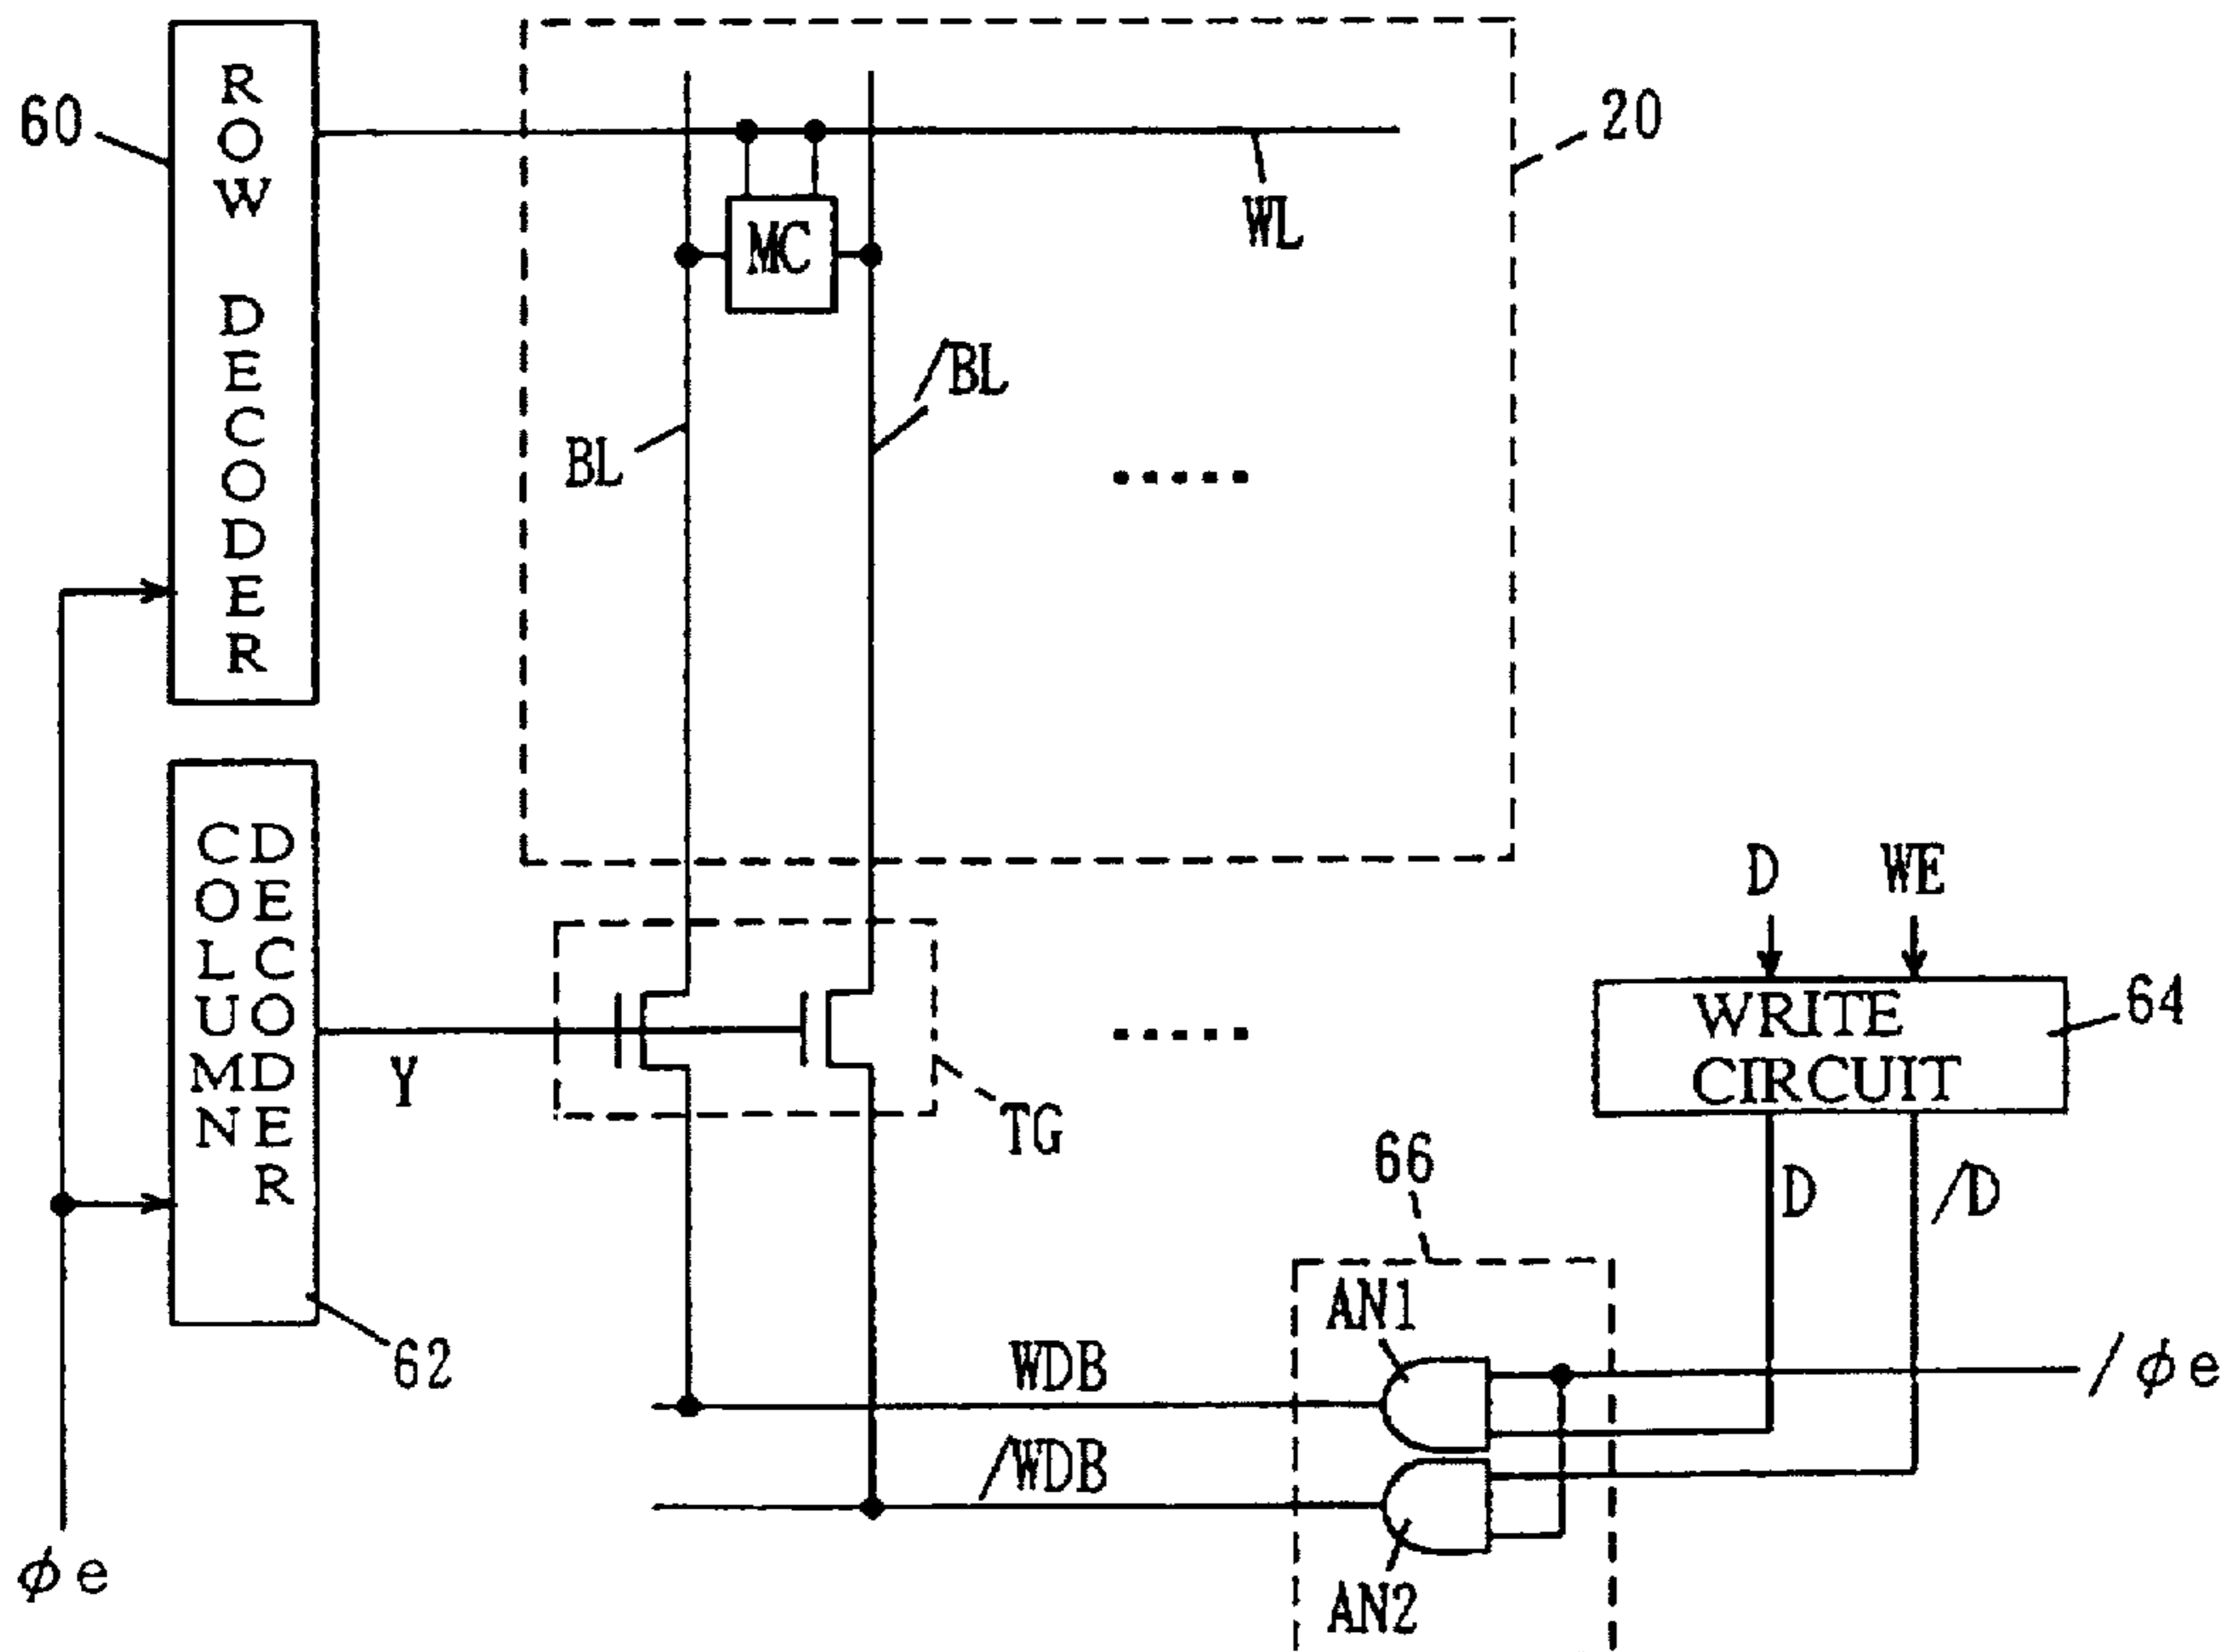 60
ROW DECODER
20
WL
MC
/BL
BL
COLUMN
DECODER
Y
TG
62
D
WE
WRITE
CIRCUIT
64
D
/D
66
AN1
WDB
/φe
/WDB
AN2
φe